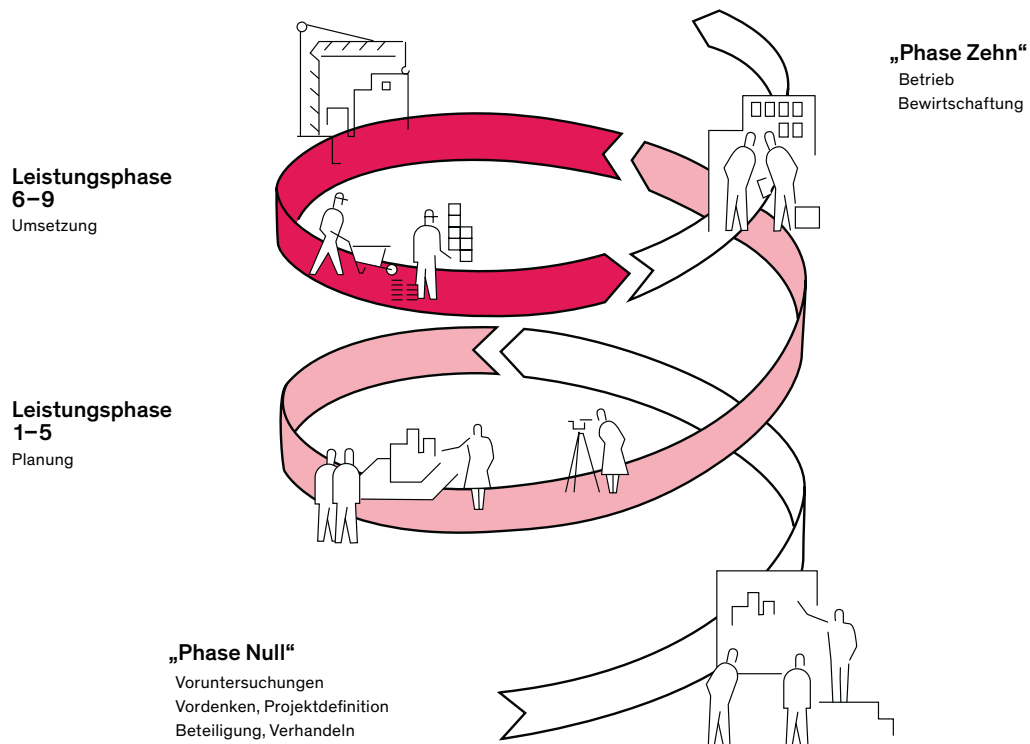 „Phase Zehn“
Betrieb
Bewirtschaftung
Leistungsphase
6–9
Umsetzung
Leistungsphase
1–5
Planung
„Phase Null“
Voruntersuchungen
Vordenken, Projektdefinition
Beteiligung, Verhandeln